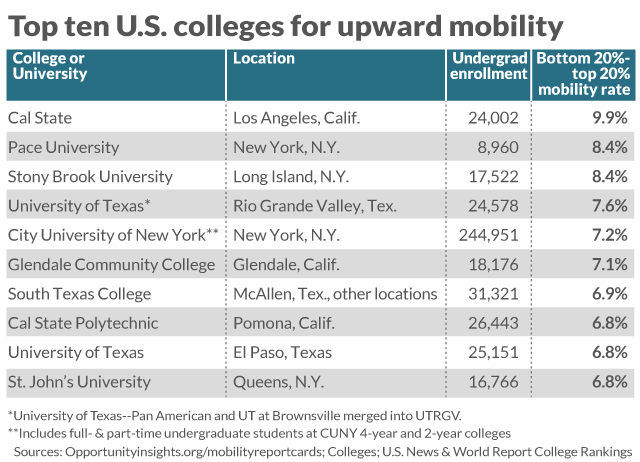 Top ten U.S. colleges for upward mobility
College or University Location Undergrad enrollment Bottom 20%-top 20% mobility rate
Cal State Los Angeles, Calif. 24,002 9.9%
Pace University New York, N.Y. 8,960 8.4%
Stony Brook University Long Island, N.Y. 17,522 8.4%
University of Texas* Rio Grande Valley, Tex. 24,578 7.6%
City University of New York** New York, N.Y. 244,951 7.2%
Glendale Community College Glendale, Calif. 18,176 7.1%
South Texas College McAllen, Tex., other locations 31,321 6.9%
Cal State Polytechnic Pomona, Calif. 26,443 6.8%
University of Texas El Paso, Texas 25,151 6.8%
St. John's University Queens, N.Y. 16,766 6.8%
*University of Texas--Pan American and UT at Brownsville merged into UTRGV.
**Includes full- & part-time undergraduate students at CUNY 4-year and 2-year colleges
Sources: Opportunityinsights.org/mobilityreportcards; Colleges; U.S. News & World Report College Rankings